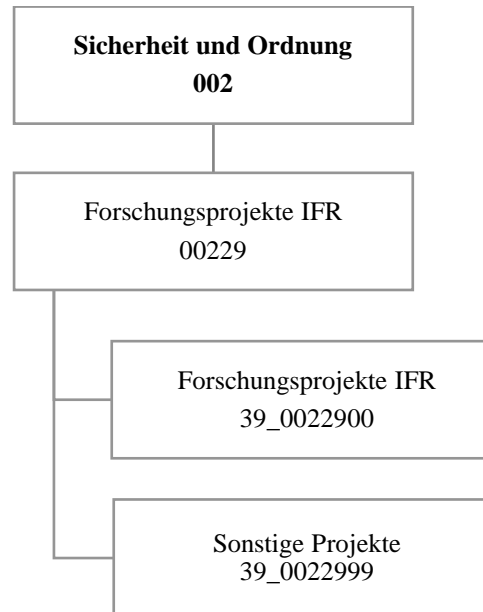 Sicherheit und Ordnung
002
Forschungsprojekte IFR
00229
Forschungsprojekte IFR
39_0022900
Sonstige Projekte
39_0022999